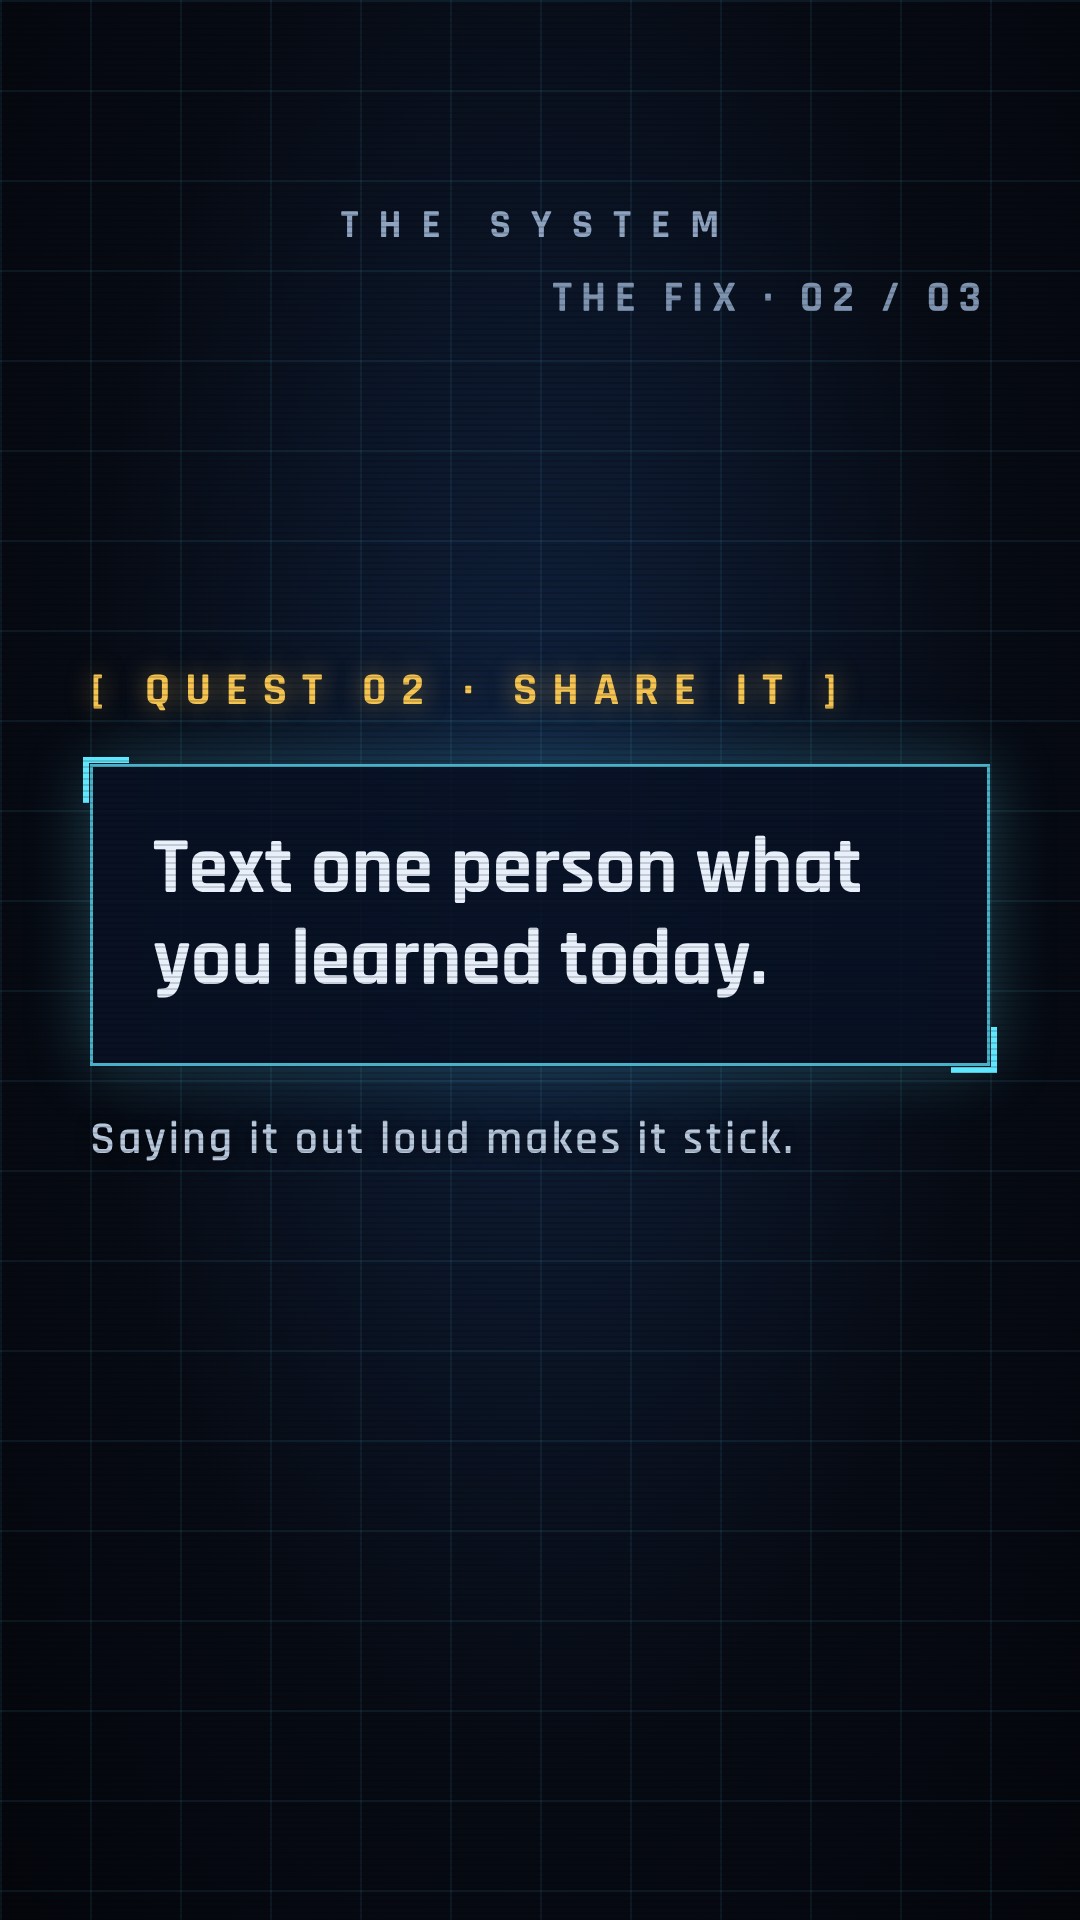 THE SYSTEM
THE FIX · 02 / 03
[ QUEST 02 · SHARE IT ]
Text one person what
you learned today.
Saying it out loud makes it stick.